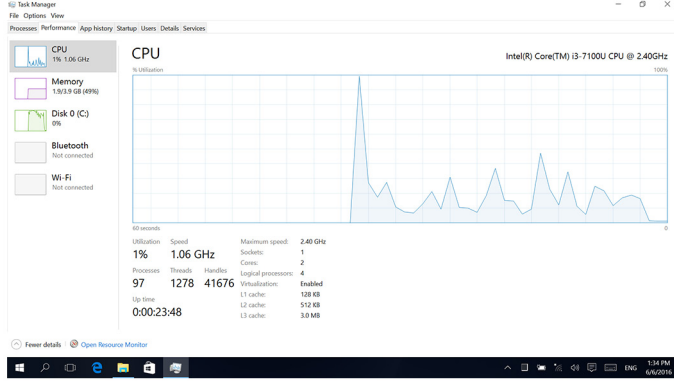 Task Manager
File Options View
Processes Performance App history Startup Users Details Services
CPU
1% 1.06 GHz
Memory
1.9/3.9 GB (49%)
Disk 0 (C:)
0%
Bluetooth
Not connected
Wi-Fi
Not connected
CPU
Intel(R) Core(TM) i3-7100U CPU @ 2.40GHz
% Utilization 100%
60 seconds 0
Utilization Speed
1% 1.06 GHz
Processes Threads Handles
97 1278 41676
Up time
0:00:23:48
Maximum speed: 2.40 GHz
Sockets: 1
Cores: 2
Logical processors: 4
Virtualization: Enabled
L1 cache: 128 KB
L2 cache: 512 KB
L3 cache: 3.0 MB
Fewer details Open Resource Monitor
ENG
1:34 PM
6/6/2016